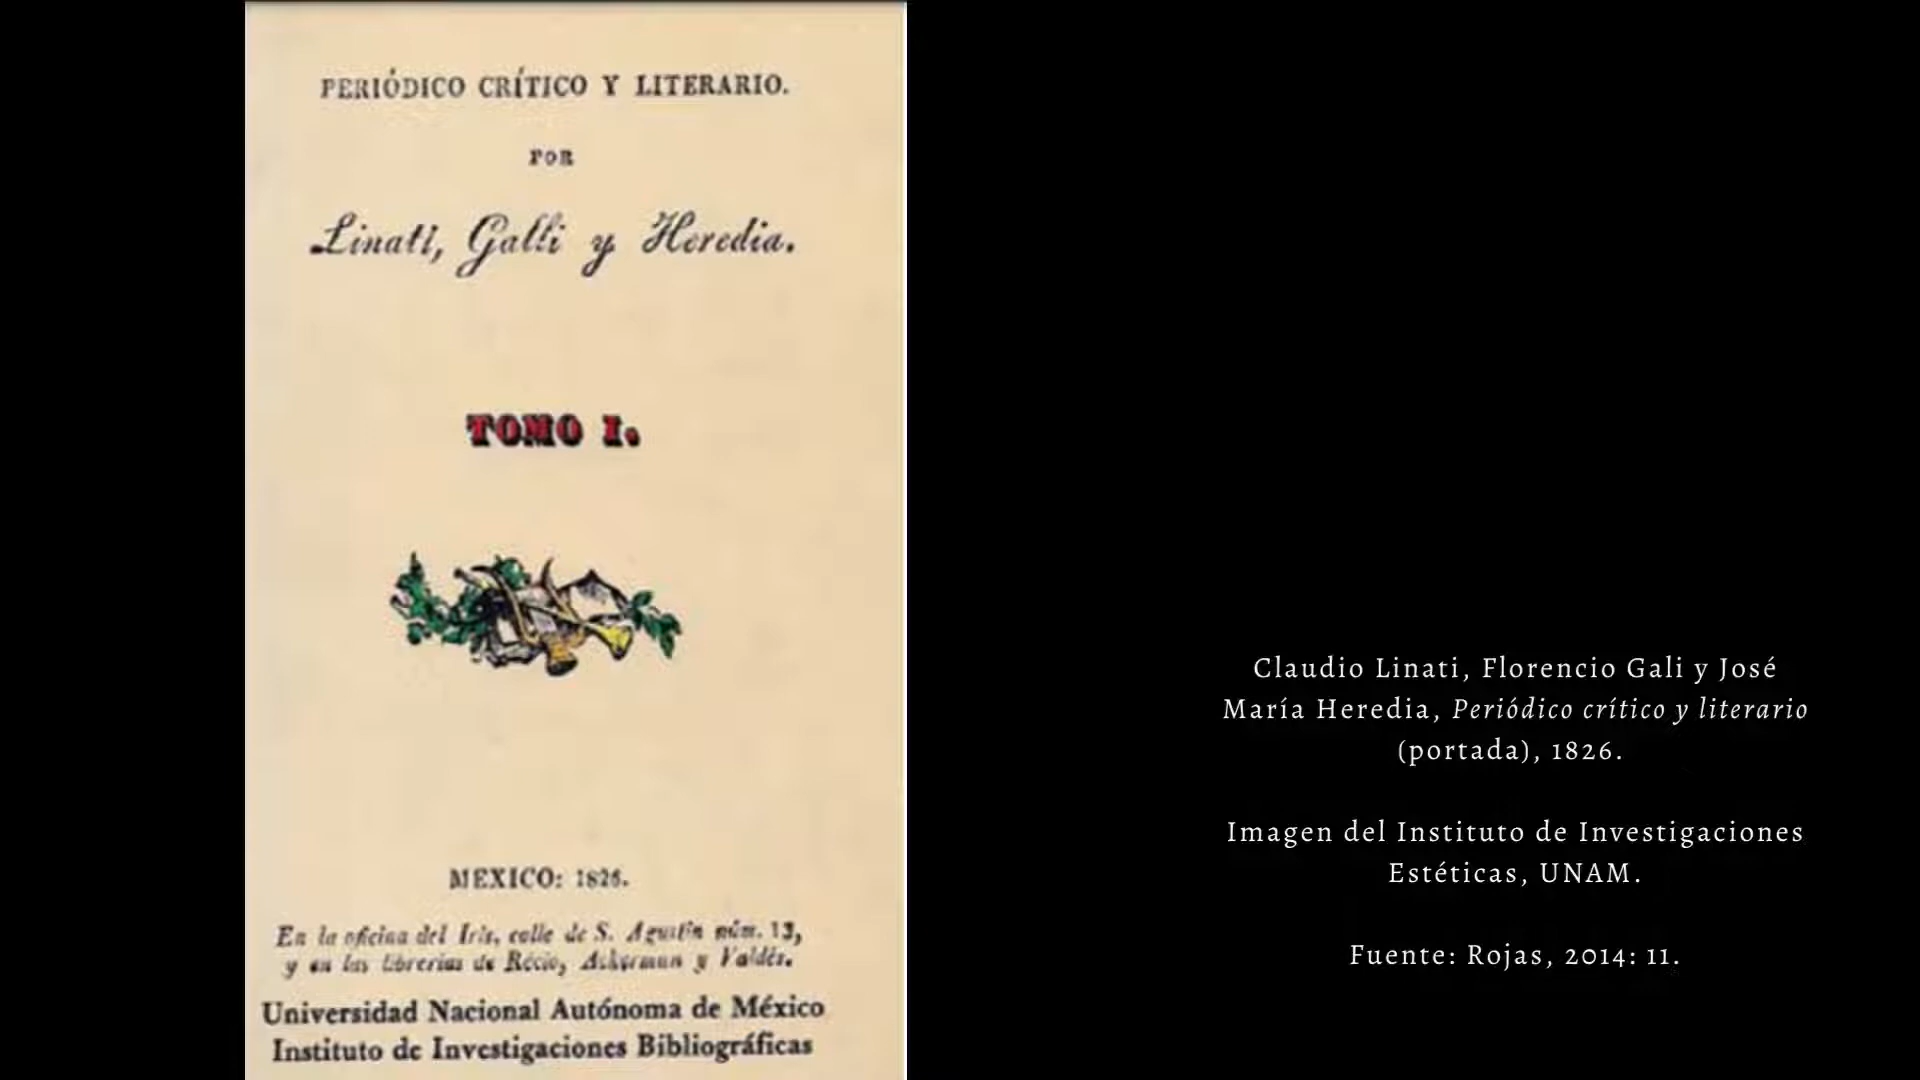 PERIÓDICO CRÍTICO Y LITERARIO.
POR
Linati, Galli y Heredia.
TOMO I.
MEXICO: 1826.
En la oficina del Iris, calle de S. Agustin núm. 13,
y en las librerias de Recio, Ackerman y Valdés.
Universidad Nacional Autónoma de México
Instituto de Investigaciones Bibliográficas
Claudio Linati, Florencio Gali y José
María Heredia, Periódico crítico y literario
(portada), 1826.
Imagen del Instituto de Investigaciones
Estéticas, UNAM.
Fuente: Rojas, 2014: 11.